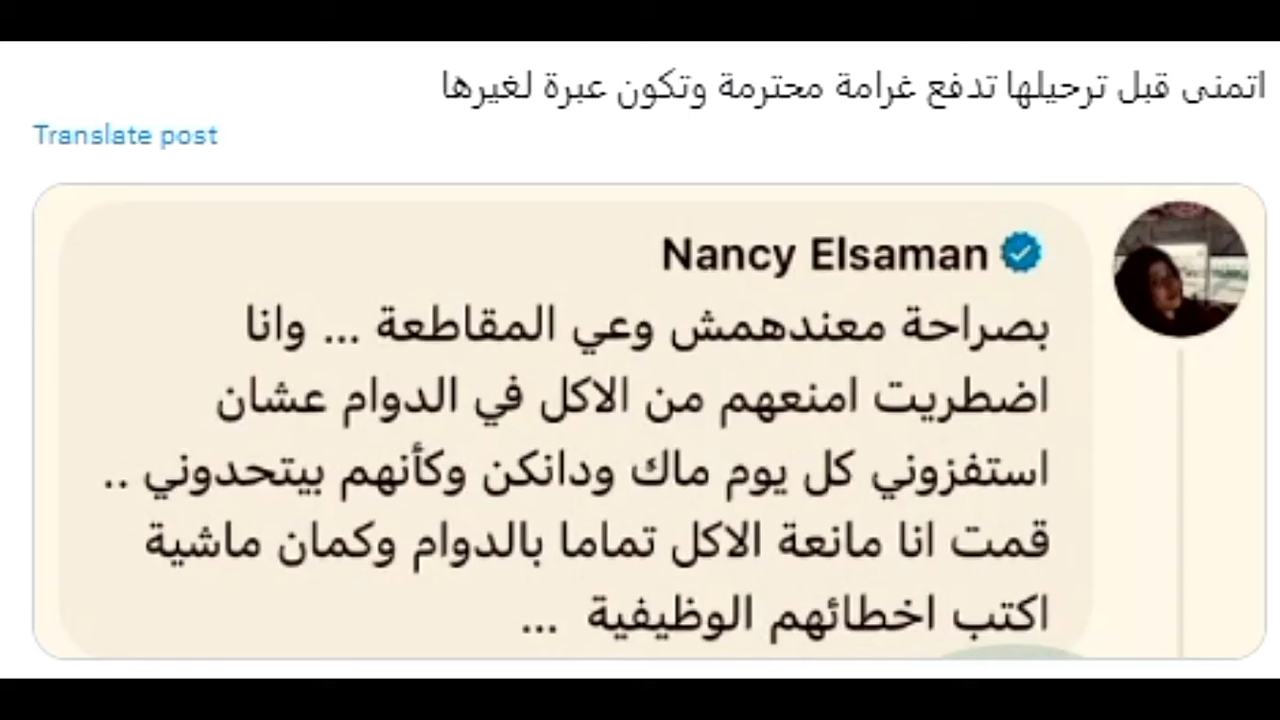 اتمنى قبل ترحيلها تدفع غرامة محترمة وتكون عبرة لغيرها
Translate post
Nancy Elsaman
بصراحة معندهمش وعي المقاطعة ... وانا
اضطريت امنعهم من الاكل في الدوام عشان
استفزوني كل يوم ماك ودانكن وكأنهم بيتحدوني ..
قمت انا مانعة الاكل تماما بالدوام وكمان ماشية
اكتب اخطائهم الوظيفية ...